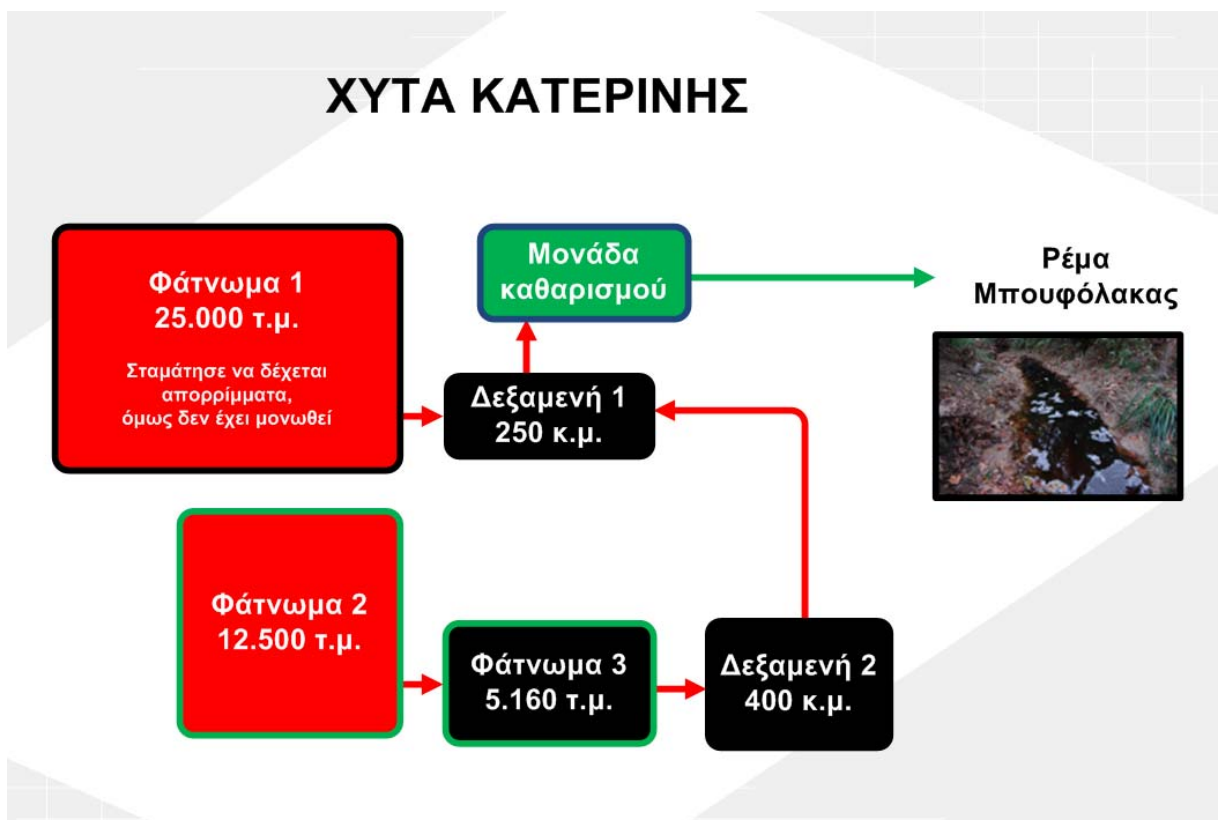 ΧΥΤΑ ΚΑΤΕΡΙΝΗΣ
Φάτνωμα 1
25.000 τ.μ.
Σταμάτησε να δέχεται
απορρίμματα,
όμως δεν έχει μονωθεί
Μονάδα
καθαρισμού
Ρέμα
Μπουφόλακας
Δεξαμενή 1
250 κ.μ.
Φάτνωμα 2
12.500 τ.μ.
Φάτνωμα 3
5.160 τ.μ.
Δεξαμενή 2
400 κ.μ.